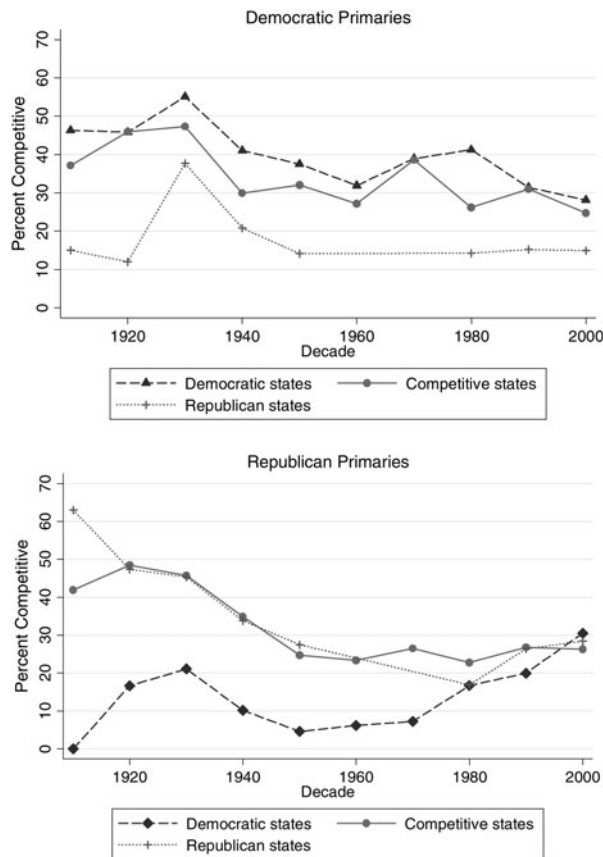 Democratic Primaries
Percent Competitive
70
60
50
40
30
20
10
0
1920 1940 1960 1980 2000
Decade
Democratic states Competitive states
Republican states
Republican Primaries
Percent Competitive
70
60
50
40
30
20
10
0
1920 1940 1960 1980 2000
Decade
Democratic states Competitive states
Republican states